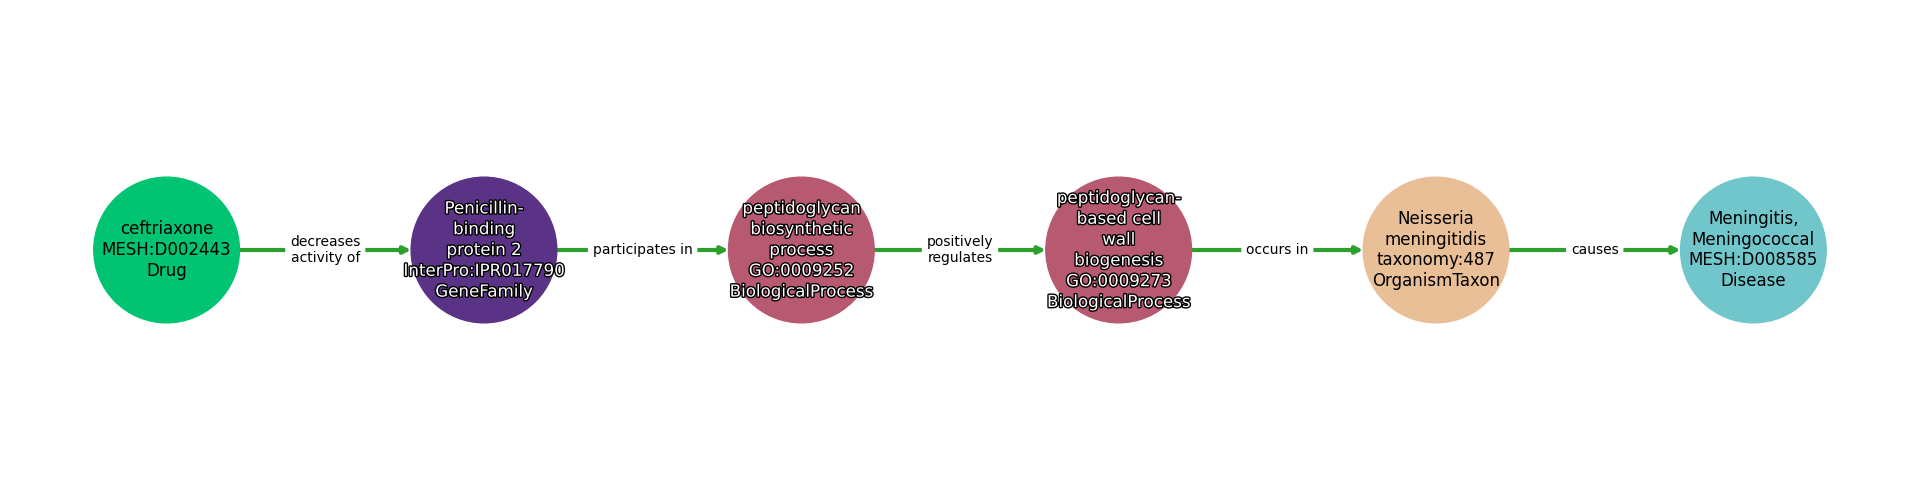 ceftriaxone
MESH:D002443
Drug
decreases
activity of
Penicillin-
binding
protein 2
InterPro:IPR017790
GeneFamily
participates in
peptidoglycan
biosynthetic
process
GO:0009252
BiologicalProcess
positively
regulates
peptidoglycan-
based cell
wall
biogenesis
GO:0009273
BiologicalProcess
occurs in
Neisseria
meningitidis
taxonomy:487
OrganismTaxon
causes
Meningitis,
Meningococcal
MESH:D008585
Disease